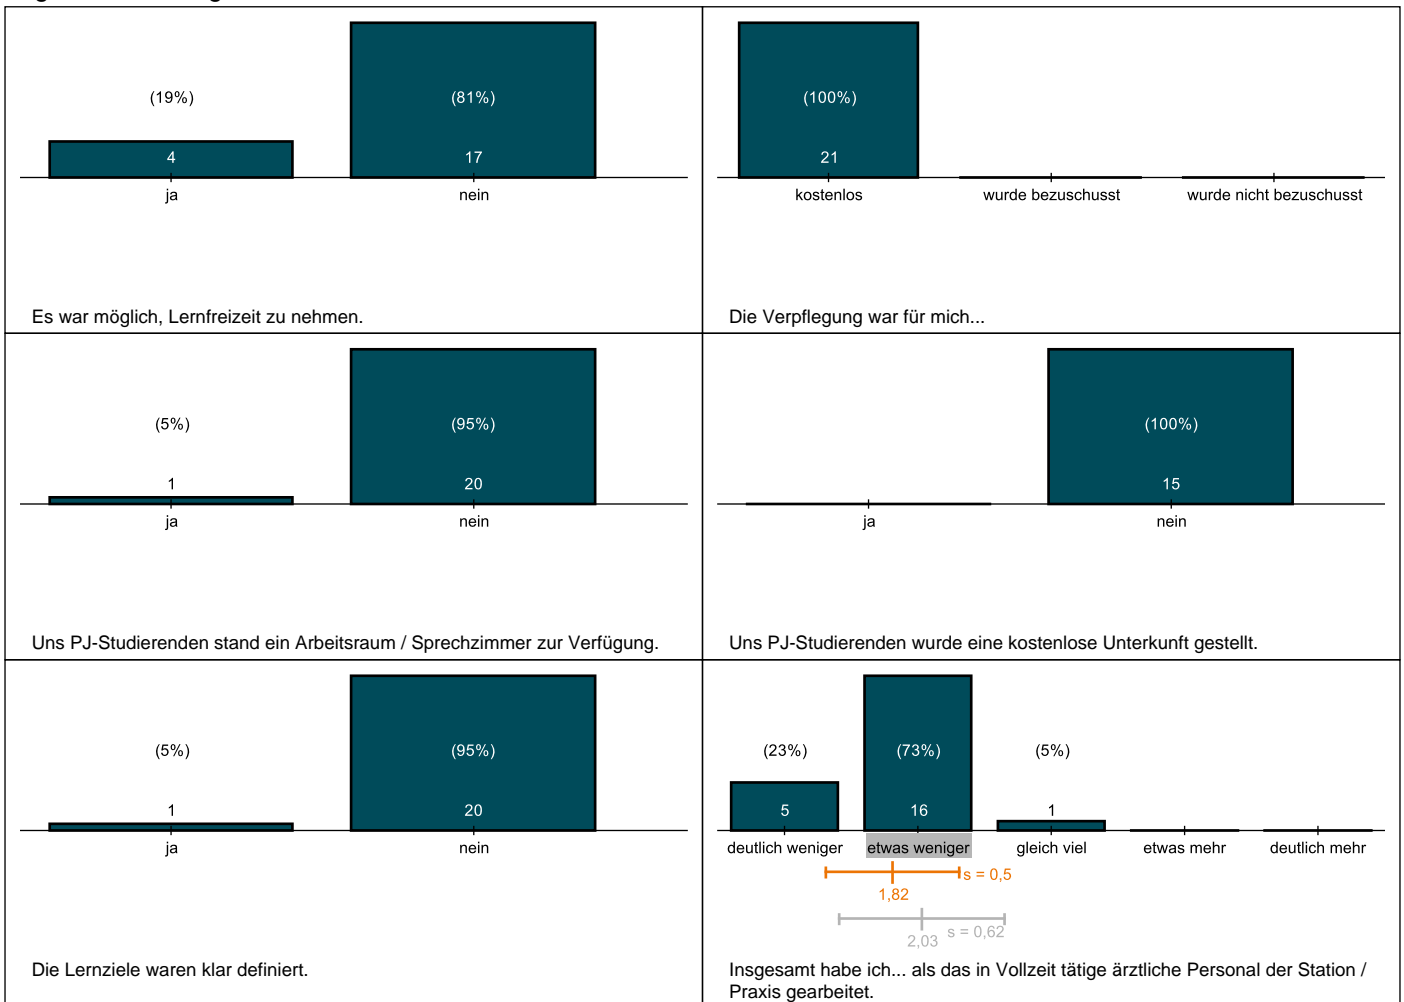 (19%)
(81%)
4
17
ja
nein
Es war möglich, Lernfreizeit zu nehmen.
(100%)
21
kostenlos
wurde bezuschusst
wurde nicht bezuschusst
Die Verpflegung war für mich...
(5%)
(95%)
1
20
ja
nein
Uns PJ-Studierenden stand ein Arbeitsraum / Sprechzimmer zur Verfügung.
(100%)
15
ja
nein
Uns PJ-Studierenden wurde eine kostenlose Unterkunft gestellt.
(5%)
(95%)
1
20
ja
nein
Die Lernziele waren klar definiert.
(23%)
(73%)
(5%)
5
16
1
deutlich weniger
etwas weniger
gleich viel
etwas mehr
deutlich mehr
s = 0,5
1,82
s = 0,62
2,03
Insgesamt habe ich... als das in Vollzeit tätige ärztliche Personal der Station /
Praxis gearbeitet.